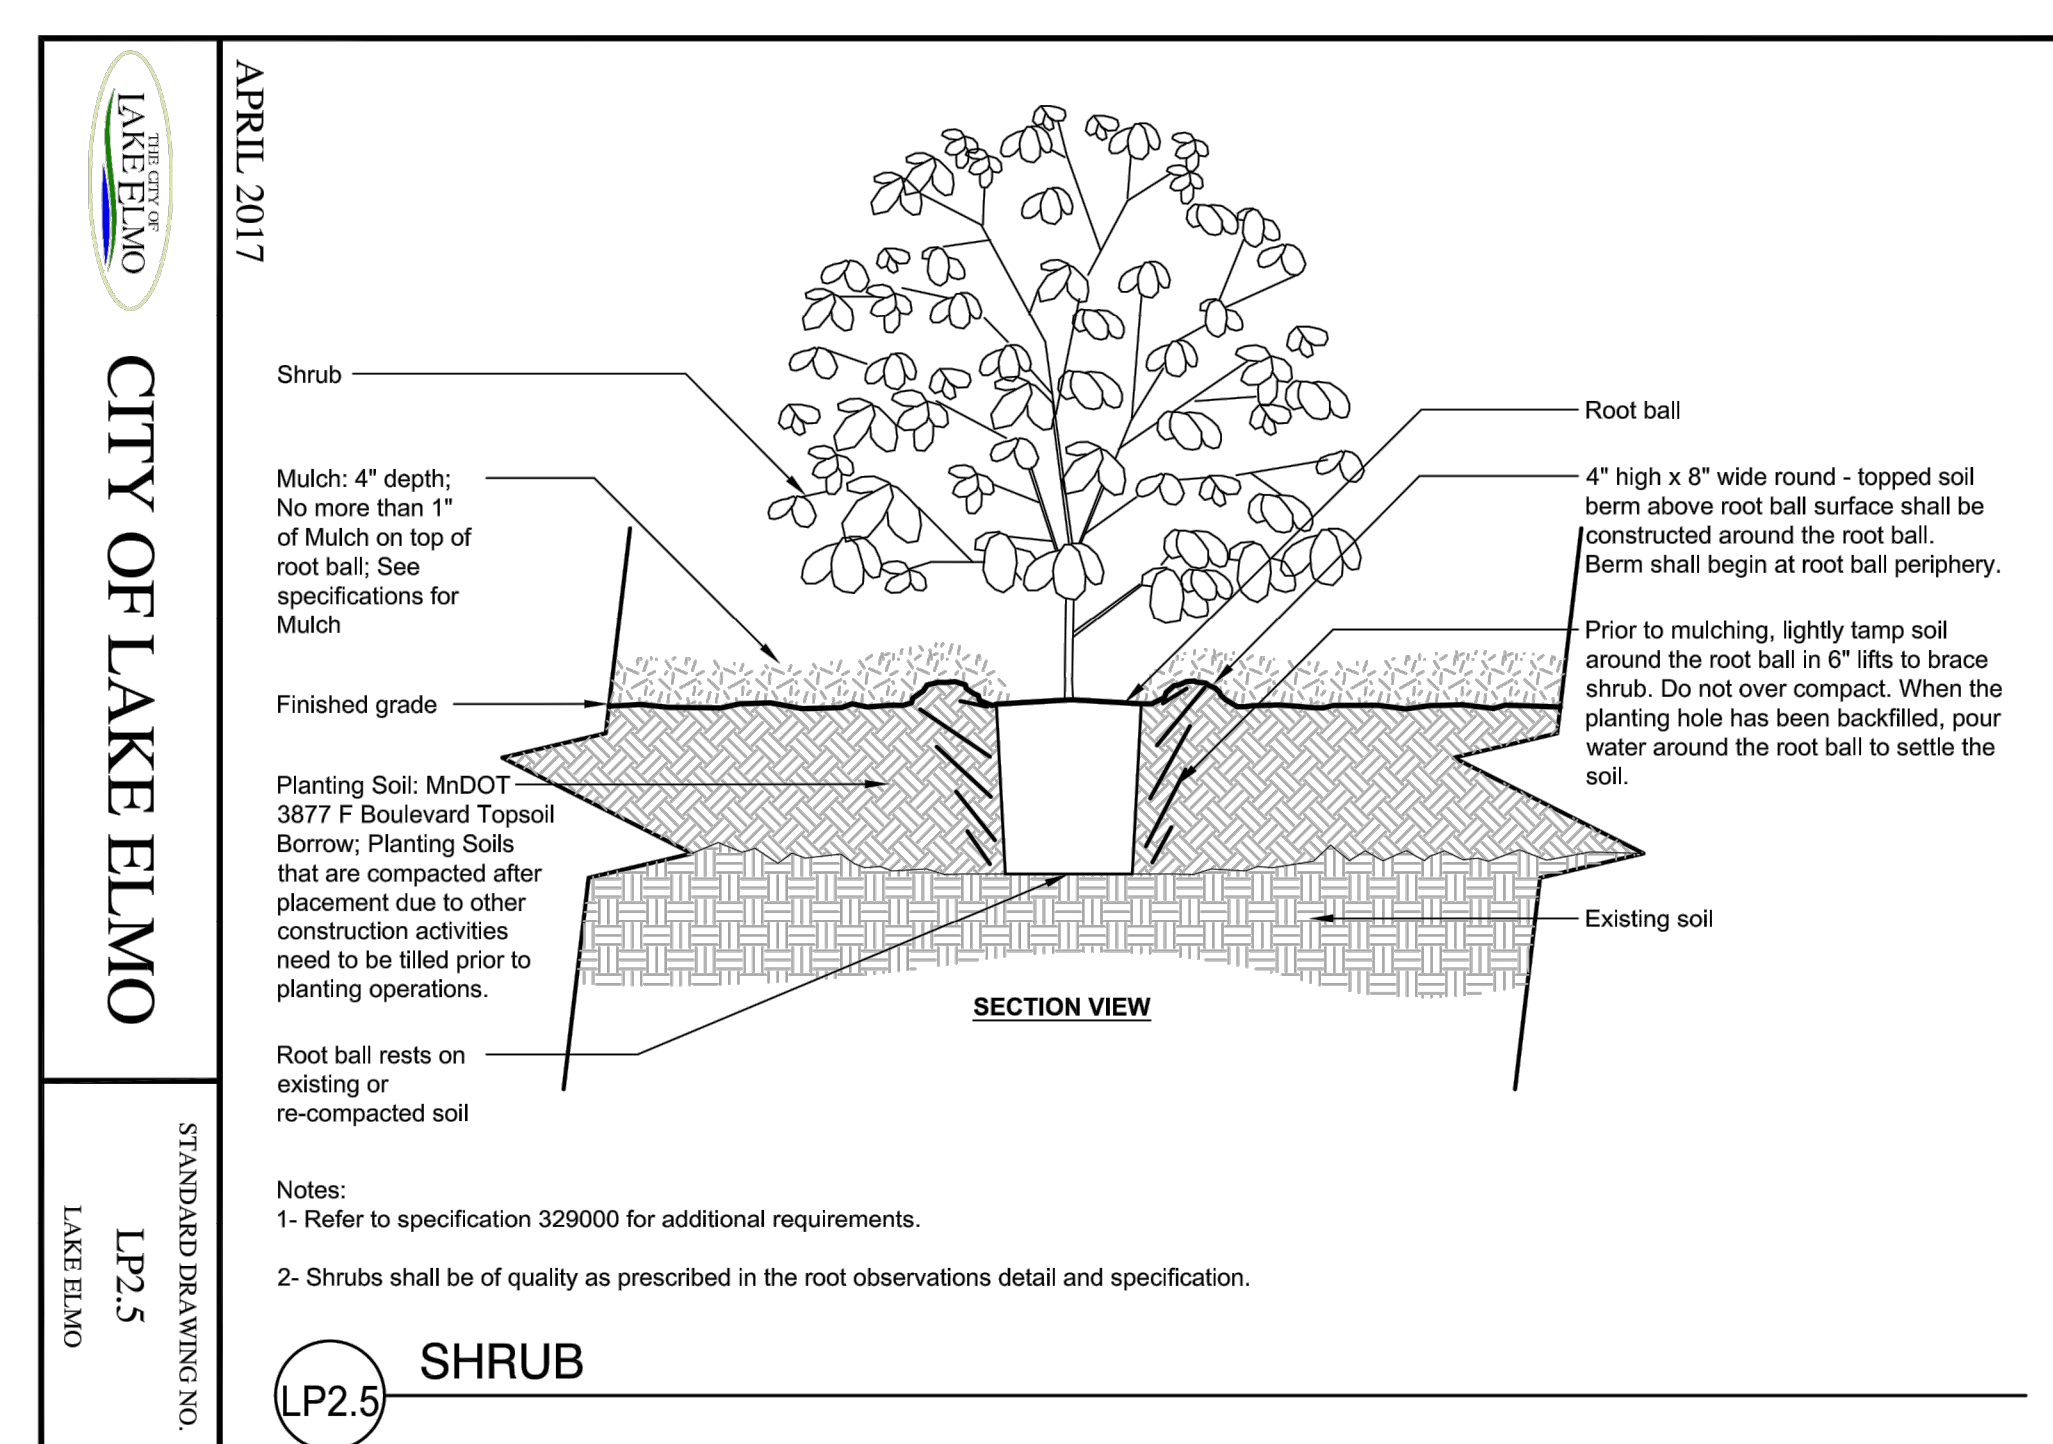 THE CITY OF
LAKE ELMO
CITY OF LAKE ELMO
STANDARD DRAWING NO.
LP2.5
LAKE ELMO
APRIL 2017
Shrub
Mulch: 4" depth;
No more than 1"
of Mulch on top of
root ball; See
specifications for
Mulch
Finished grade
Planting Soil: MnDOT
3877 F Boulevard Topsoil
Borrow; Planting Soils
that are compacted after
placement due to other
construction activities
need to be tilled prior to
planting operations.
Root ball rests on
existing or
re-compacted soil
Root ball
4" high x 8" wide round - topped soil
berm above root ball surface shall be
constructed around the root ball.
Berm shall begin at root ball periphery.
Prior to mulching, lightly tamp soil
around the root ball in 6" lifts to brace
shrub. Do not over compact. When the
planting hole has been backfilled, pour
water around the root ball to settle the
soil.
Existing soil
SECTION VIEW
Notes:
1- Refer to specification 329000 for additional requirements.
2- Shrubs shall be of quality as prescribed in the root observations detail and specification.
SHRUB
LP2.5